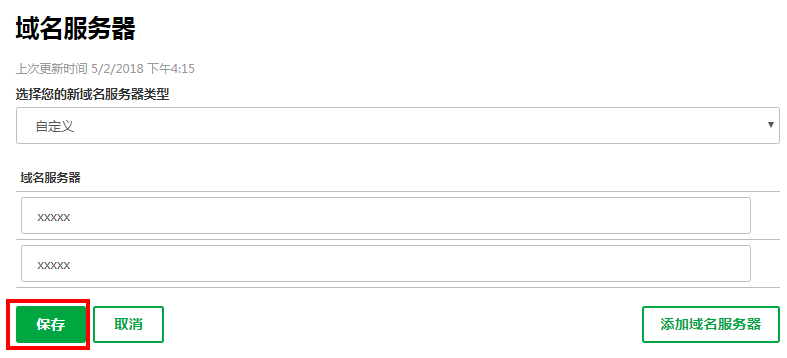 域名服务器
上次更新时间 5/2/2018 下午4:15
选择您的新域名服务器类型
自定义
域名服务器
xxxxx
xxxxx
保存 取消 添加域名服务器